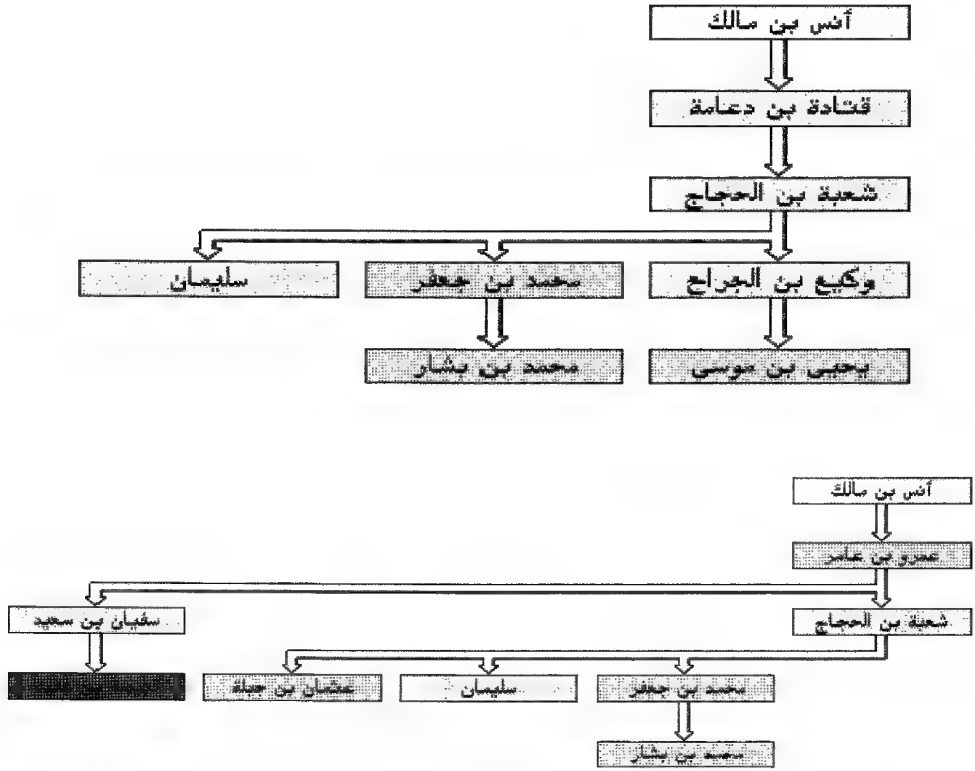 أنس بن مالك
قتادة بن دعامة
شعبة بن الحجاج
وكيع بن الجراح
محمد بن جعفر
سليمان
يحيى بن موسى
محمد بن بشار
أنس بن مالك
عمرو بن عامر
شعبة بن الحجاج
سفيان بن سعيد
محمد بن جعفر
سليمان
عثمان بن جبلة
محمد بن بشار